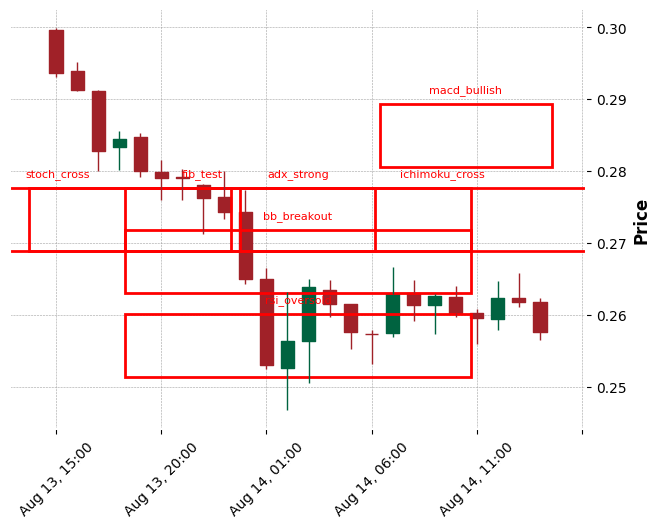 0.30
macd_bullish
0.29
stoch_cross
fib_test
adx_strong
ichimoku_cross
0.28
bb_breakout
0.27
0.26
0.25
Price
Aug 13, 15:00
Aug 13, 20:00
Aug 14, 01:00
Aug 14, 06:00
Aug 14, 11:00